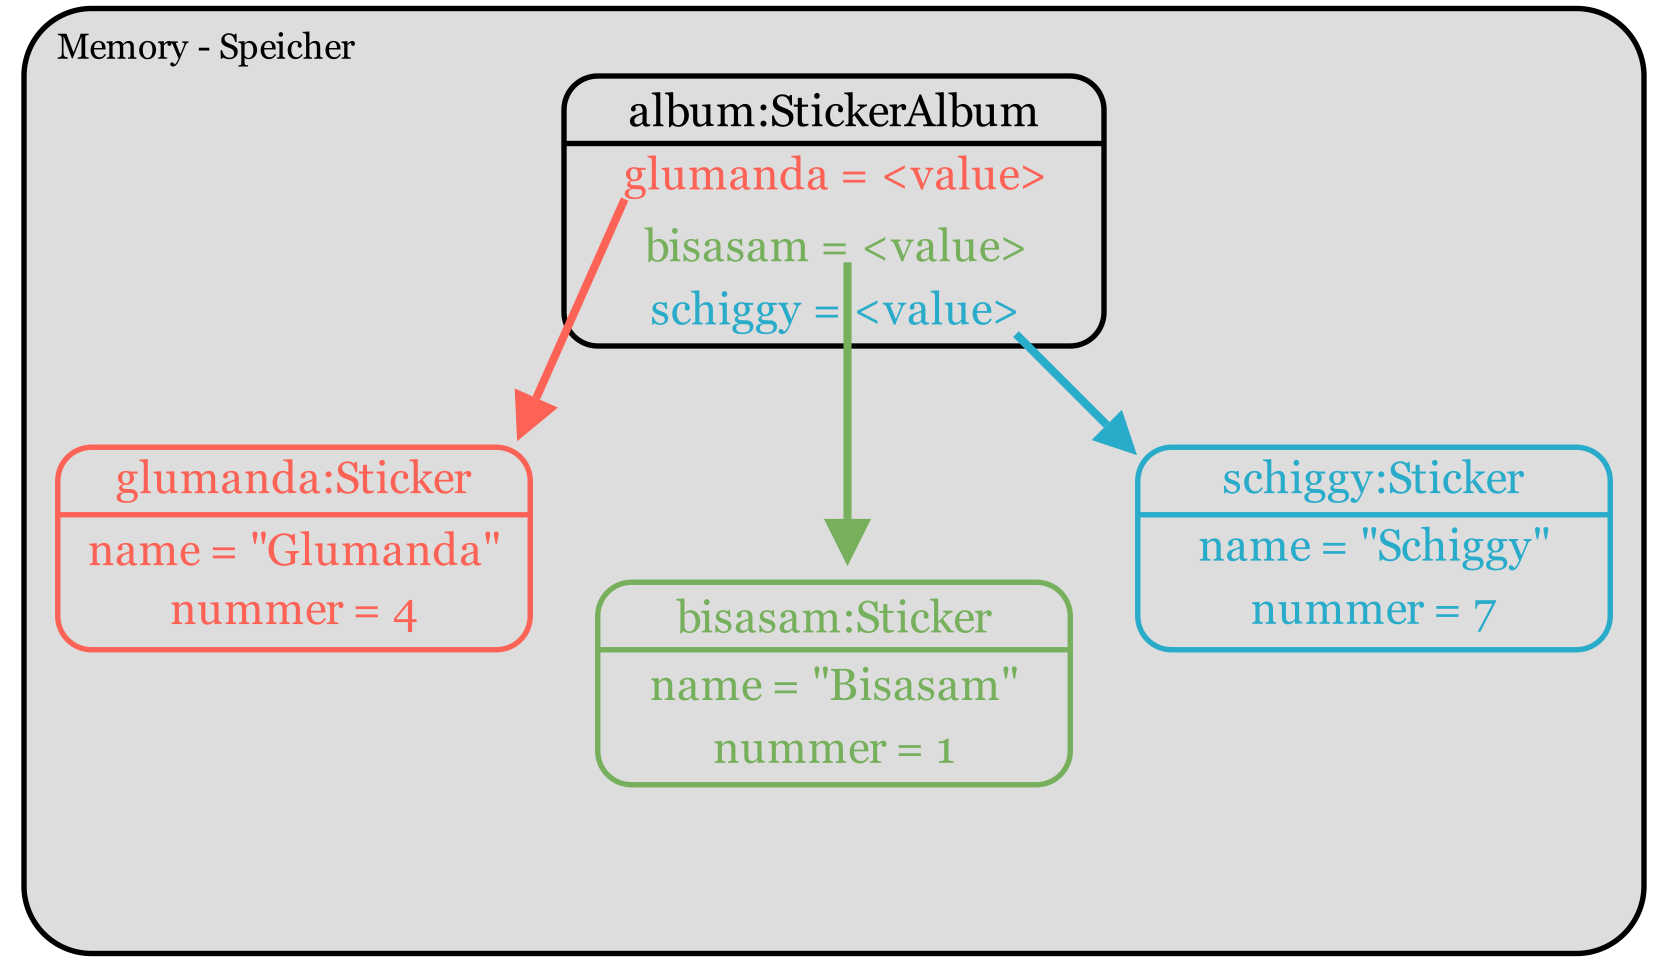 Memory - Speicher
album:StickerAlbum
glumanda = <value>
bisasam = <value>
schiggy = <value>
glumanda:Sticker
name = "Glumanda"
nummer = 4
bisasam:Sticker
name = "Bisasam"
nummer = 1
schiggy:Sticker
name = "Schiggy"
nummer = 7